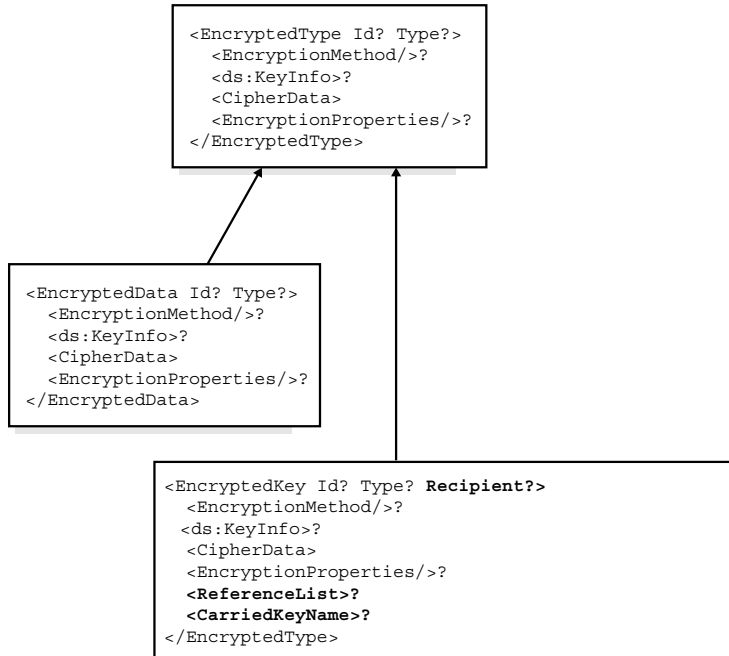 <EncryptedType Id? Type?>
<EncryptionMethod/>?
<ds:KeyInfo>?
<CipherData>
<EncryptionProperties/>?
</EncryptedType>
<EncryptedData Id? Type?>
<EncryptionMethod/>?
<ds:KeyInfo>?
<CipherData>
<EncryptionProperties/>?
</EncryptedData>
<EncryptedKey Id? Type? Recipient?>
<EncryptionMethod/>?
<ds:KeyInfo>?
<CipherData>
<EncryptionProperties/>?
<ReferenceList>?
<CarriedKeyName>?
</EncryptedType>